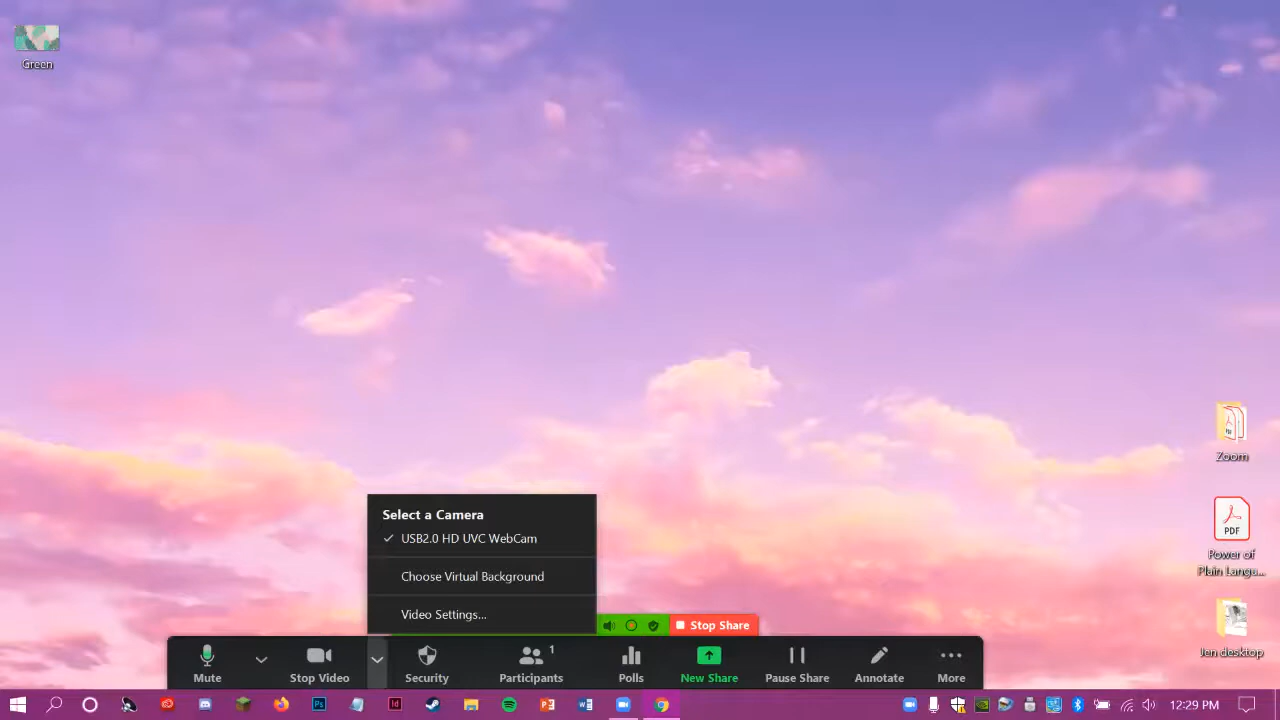 Green
Zoom
PDF
Power of
Plain Langu...
Jen desktop
Select a Camera
USB2.0 HD UVC WebCam
Choose Virtual Background
Video Settings...
Stop Share
Mute
Stop Video
Security
1
Participants
Polls
New Share
Pause Share
Annotate
More
Ps
Id
P
W
12:29 PM